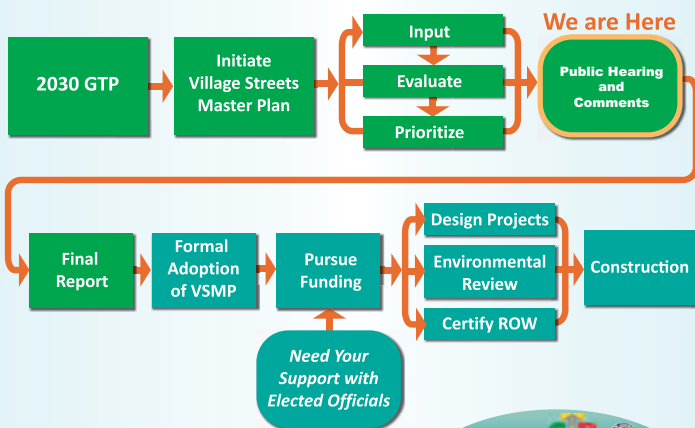 We are Here
2030 GTP
Initiate
Village Streets
Master Plan
Input
Evaluate
Prioritize
Public Hearing
and
Comments
Final
Report
Formal
Adoption
of VSMP
Pursue
Funding
Design Projects
Environmental
Review
Certify ROW
Construction
Need Your
Support with
Elected Officials